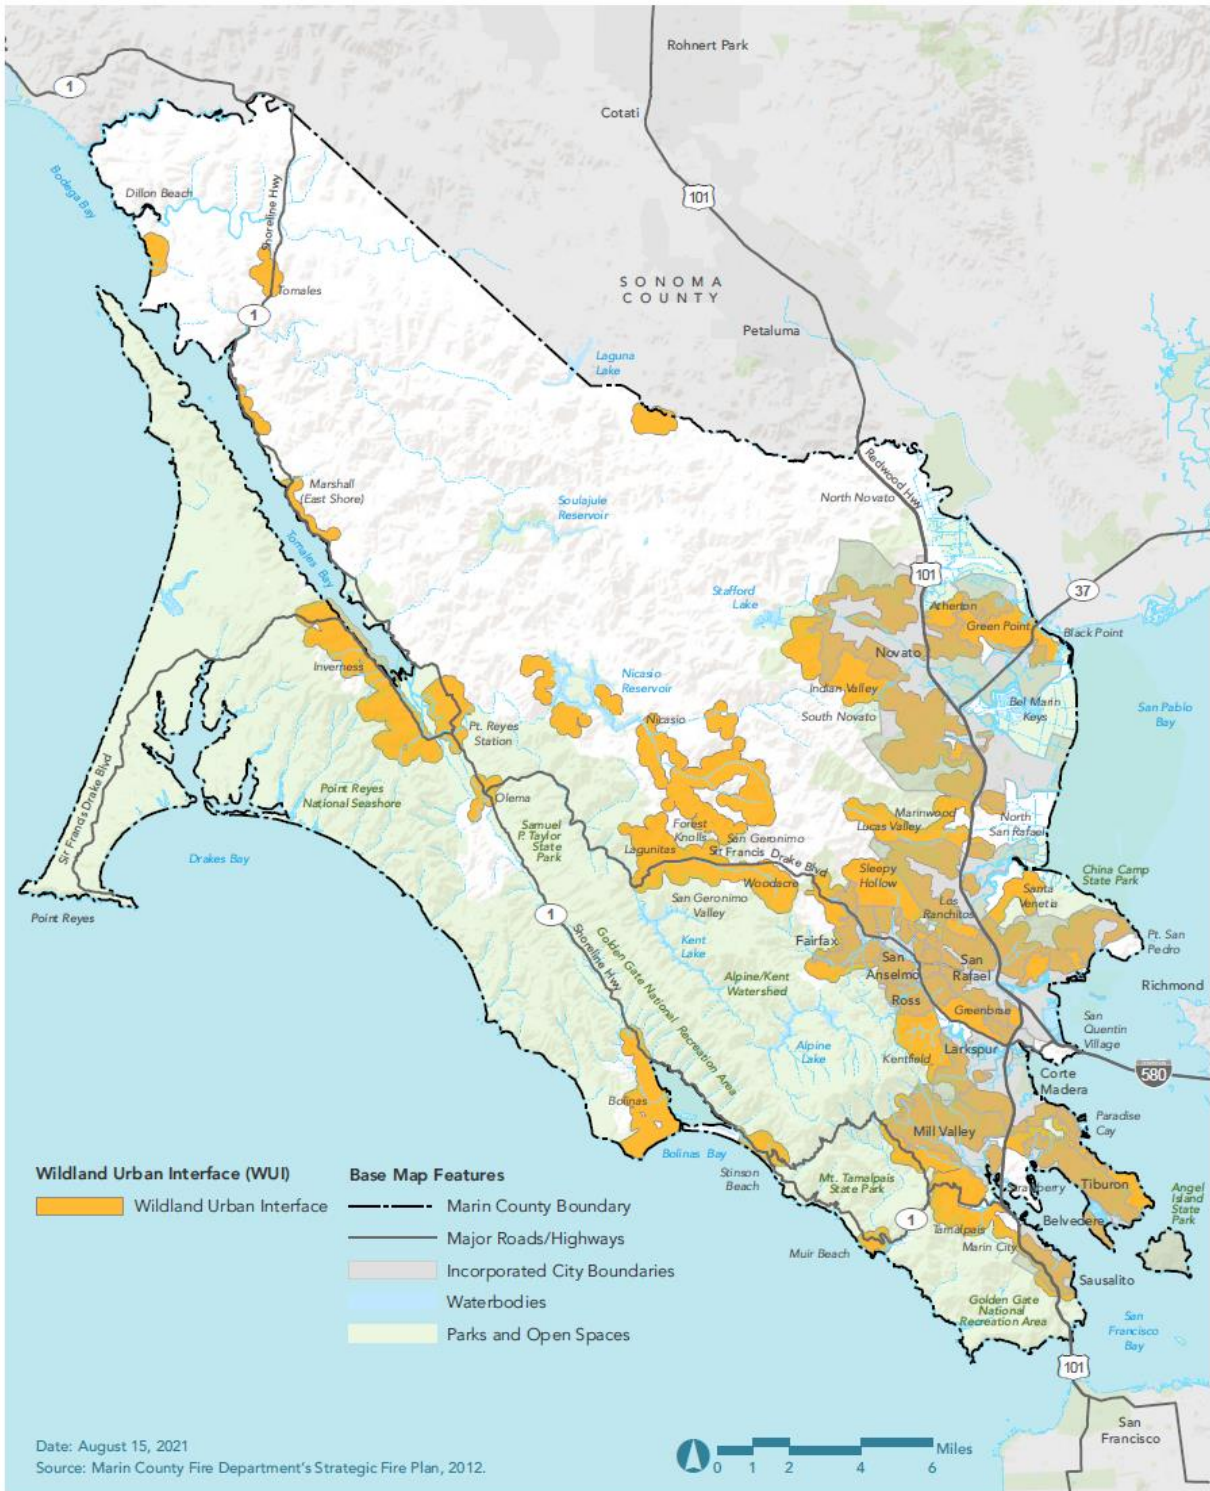 Rohnert Park
1
Cotati
101
Bodega Bay
Dillon Beach
Shoreline Hwy
SONOMA
COUNTY
Tomales
1
Petaluma
Laguna
Lake
Redwood Hwy
Marshall
(East Shore)
Soulajule
Reservoir
North Novato
Tomales Bay
101
Stafford
Lake
37
Atherton
Green Point
Black Point
Novato
Inverness
Nicasio
Reservoir
Indian Valley
Bel Marin
Keys
San Pablo
Bay
Nicasio
South Novato
Pt. Reyes
Station
Sir Francis Drake Blvd
Point Reyes
National Seashore
Olema
Marinwood
Lucas Valley
North
San Rafael
Samuel
P. Taylor
State
Park
Forest
Knolls
San Geronimo
Lagunitas
Sir Francis Drake Blvd
Drakes Bay
Sleepy
Hollow
China Camp
State Park
Woodacre
Santa
Venetia
San Geronimo
Valley
Los
Ranchitos
Point Reyes
1
Shoreline Hwy
Golden Gate National Recreation Area
Kent
Lake
Fairfax
Pt. San
Pedro
San
Anselmo
San
Rafael
Alpine/Kent
Watershed
Richmond
Ross
Greenbrae
San
Quentin
Village
Alpine
Lake
Kentfield
Larkspur
580
Corte
Madera
Bolinas
Paradise
Cay
Mill Valley
Bolinas Bay
Stinson
Beach
Mt. Tamalpais
State Park
Strawberry
Tiburon
Angel
Island
State
Park
1
Tamalpais
Belvedere
Marin City
Muir Beach
Sausalito
Golden Gate
National
Recreation Area
San
Francisco
Bay
101
San
Francisco
Wildland Urban Interface (WUI)
Wildland Urban Interface
Base Map Features
Marin County Boundary
Major Roads/Highways
Incorporated City Boundaries
Waterbodies
Parks and Open Spaces
Date: August 15, 2021
Source: Marin County Fire Department's Strategic Fire Plan, 2012.
0 1 2 4 6 Miles